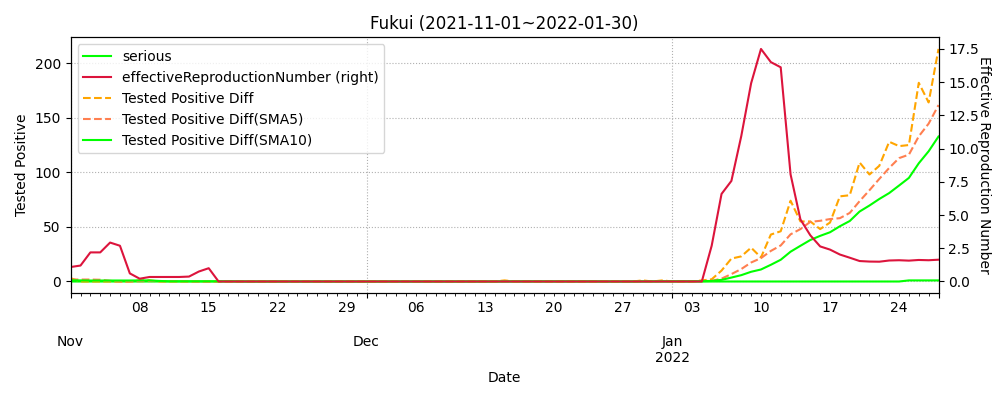 Fukui (2021-11-01~2022-01-30)
serious
effectiveReproductionNumber (right)
Tested Positive Diff
Tested Positive Diff(SMA5)
Tested Positive Diff(SMA10)
Tested Positive
200
150
100
50
0
17.5
15.0
12.5
10.0
7.5
5.0
2.5
0.0
Effective Reproduction Number
08 15 22 29 06 13 20 27 03 10 17 24
Nov Dec Jan
2022
Date